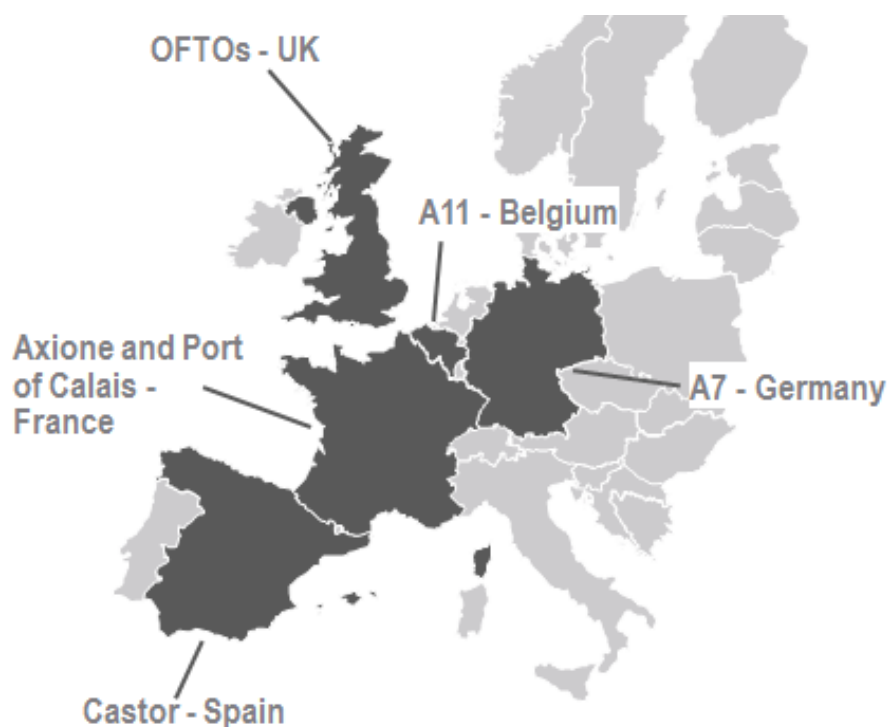 OFTOs - UK
A11 - Belgium
Axione and Port
of Calais -
France
A7 - Germany
Castor - Spain